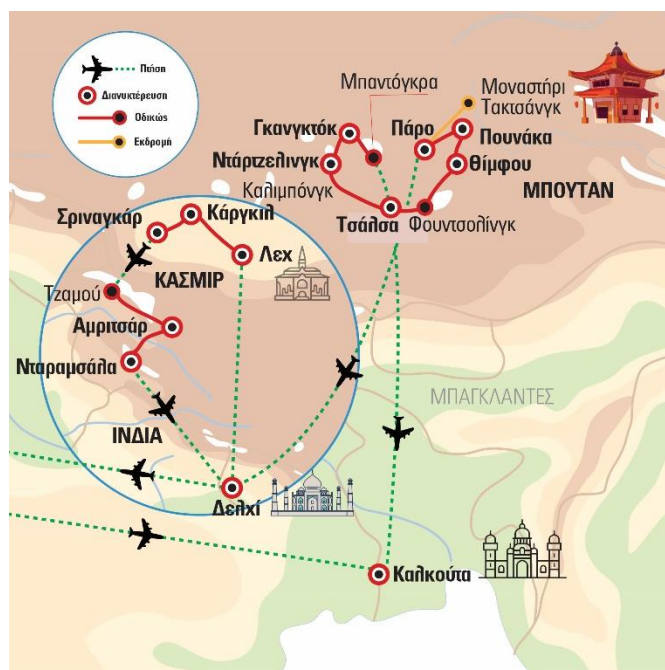 Πτήση
Διανυκτέρευση
Οδικώς
Εκδρομή
Μπαντόγκρα
Μοναστήρι
Τακτσάνγκ
Γκανγκτόκ
Πάρο
Πουνάκα
Ντάρτζελινγκ
Θίμφου
Καλιμπόνγκ
ΜΠΟΥΤΑΝ
Τσάλσα
Φουντσολίνγκ
Σριναγκάρ
Κάργκιλ
Λεχ
ΚΑΣΜΙΡ
Τζαμού
Αμριτσάρ
Νταραμσάλα
ΜΠΑΓΚΛΑΝΤΕΣ
ΙΝΔΙΑ
Δελχί
Καλκούτα